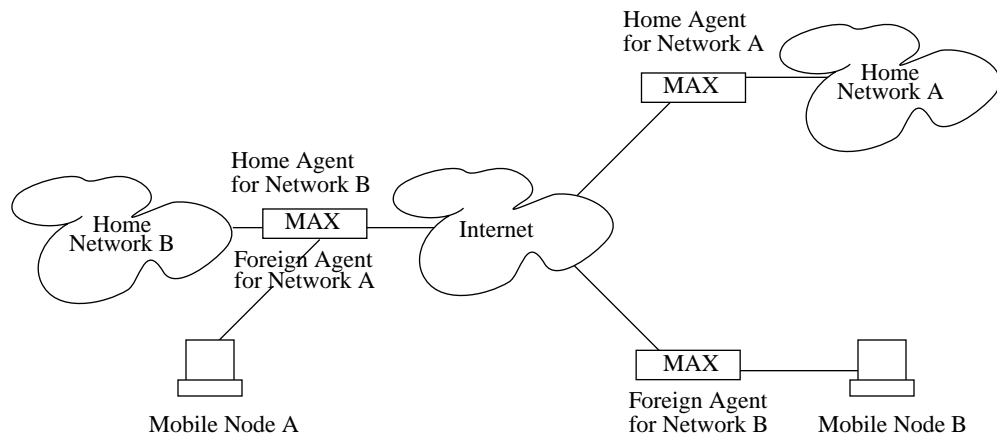 Home Agent
for Network A
MAX
Home
Network A
Home Agent
for Network B
Home
Network B
MAX
Internet
Foreign Agent
for Network A
MAX
Foreign Agent
for Network B
Mobile Node A
Mobile Node B